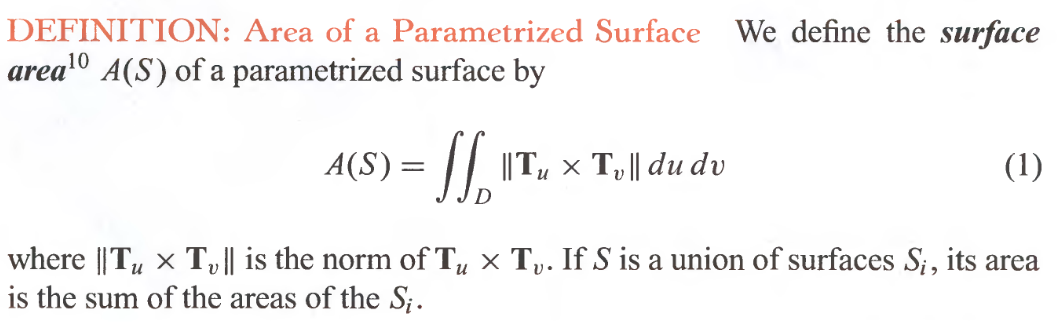 DEFINITION: Area of a Parametrized Surface We define the surface
area¹⁰ A(S) of a parametrized surface by
A(S) = ∬_D ‖T_u × T_v‖ du dv (1)
where ‖T_u × T_v‖ is the norm of T_u × T_v. If S is a union of surfaces S_i, its area
is the sum of the areas of the S_i.